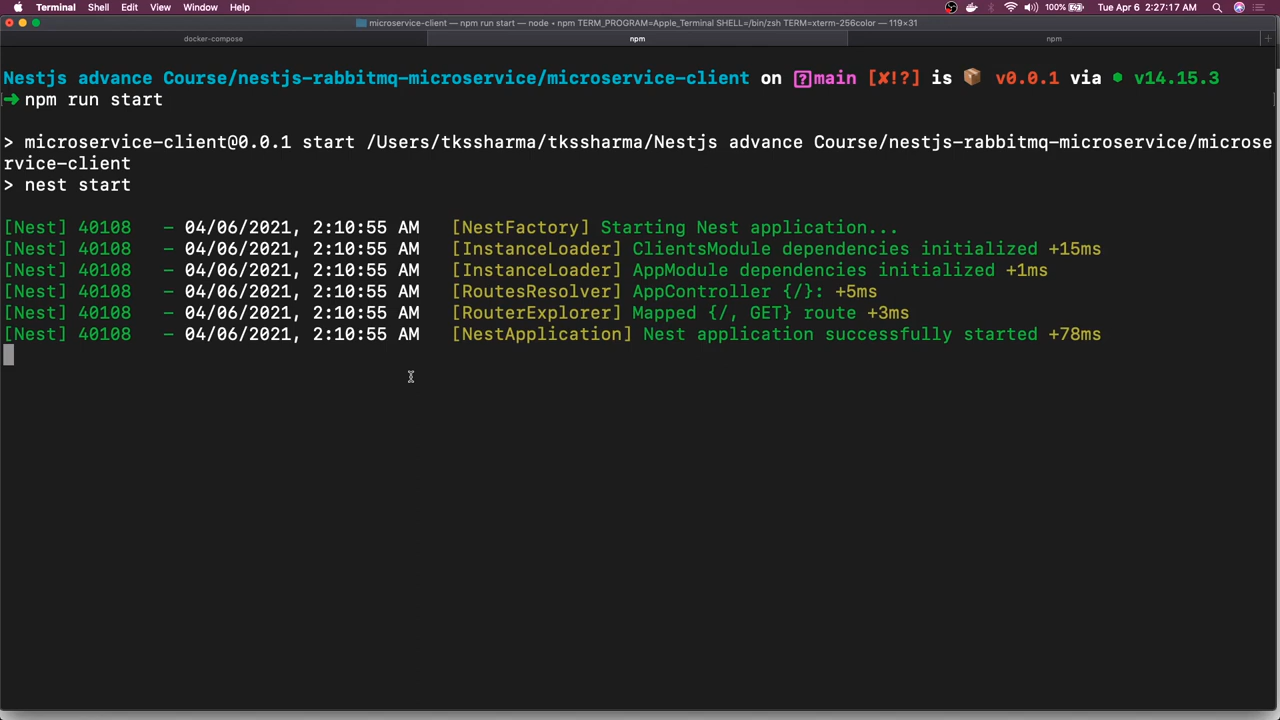 Terminal Shell Edit View Window Help 100% Tue Apr 6 2:27:17 AM
microservice-client — npm run start — node • npm TERM_PROGRAM=Apple_Terminal SHELL=/bin/zsh TERM=xterm-256color — 119×31
docker-compose npm npm
Nestjs advance Course/nestjs-rabbitmq-microservice/microservice-client on main [✘!?] is 📦 v0.0.1 via ⬢ v14.15.3
➜ npm run start
> microservice-client@0.0.1 start /Users/tkssharma/tkssharma/Nestjs advance Course/nestjs-rabbitmq-microservice/microse
rvice-client
> nest start
[Nest] 40108 – 04/06/2021, 2:10:55 AM [NestFactory] Starting Nest application...
[Nest] 40108 – 04/06/2021, 2:10:55 AM [InstanceLoader] ClientsModule dependencies initialized +15ms
[Nest] 40108 – 04/06/2021, 2:10:55 AM [InstanceLoader] AppModule dependencies initialized +1ms
[Nest] 40108 – 04/06/2021, 2:10:55 AM [RoutesResolver] AppController {/}: +5ms
[Nest] 40108 – 04/06/2021, 2:10:55 AM [RouterExplorer] Mapped {/, GET} route +3ms
[Nest] 40108 – 04/06/2021, 2:10:55 AM [NestApplication] Nest application successfully started +78ms